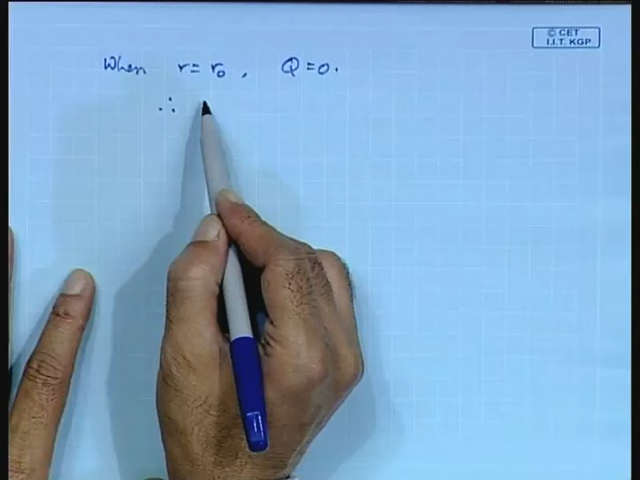 © CET
I.I.T. KGP
When r = r₀, Q = 0.
∴